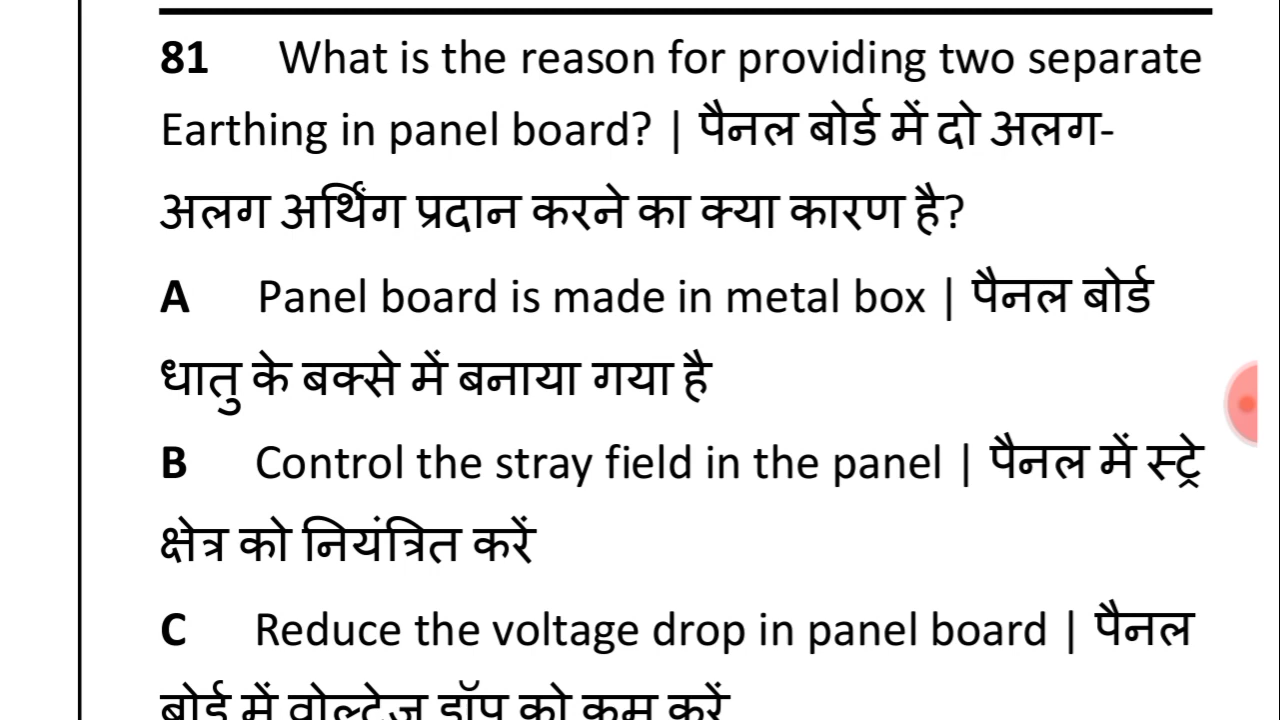 81 What is the reason for providing two separate
Earthing in panel board? | पैनल बोर्ड में दो अलग-
अलग अर्थिंग प्रदान करने का क्या कारण है?
A Panel board is made in metal box | पैनल बोर्ड
धातु के बक्से में बनाया गया है
B Control the stray field in the panel | पैनल में स्ट्रे
क्षेत्र को नियंत्रित करें
C Reduce the voltage drop in panel board | पैनल
बोर्ड में वोल्टेज ड्रॉप को कम करें